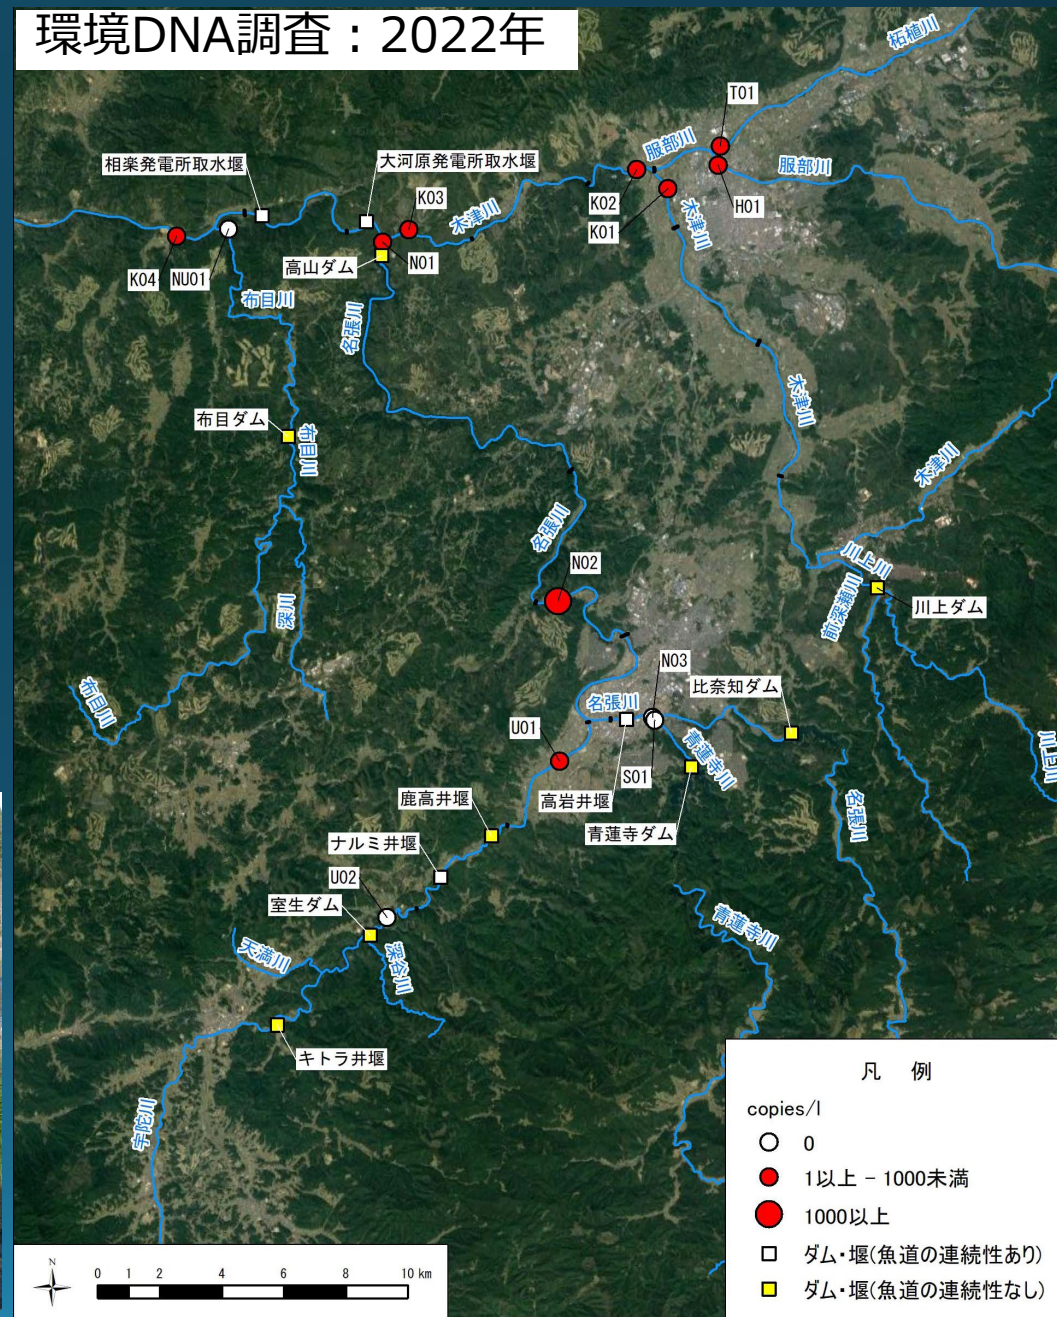 環境DNA調査：2022年
柘植川
T01
服部川
相楽発電所取水堰
大河原発電所取水堰
服部川
K03
K02
木津川
H01
K01
木津川
K04
NU01
高山ダム
N01
布目川
名張川
木津川
布目ダム
布目川
木津川
名張川
N02
川上川
深川
前深瀬川
川上ダム
N03
比奈知ダム
布目川
名張川
U01
青蓮寺川
S01
川上川
鹿高井堰
高岩井堰
名張川
ナルミ井堰
青蓮寺ダム
U02
室生ダム
青蓮寺川
天満川
深谷川
キトラ井堰
宇陀川
凡 例
copies/l
0
1以上 - 1000未満
1000以上
ダム・堰(魚道の連続性あり)
ダム・堰(魚道の連続性なし)
N
0 1 2 4 6 8 10 km